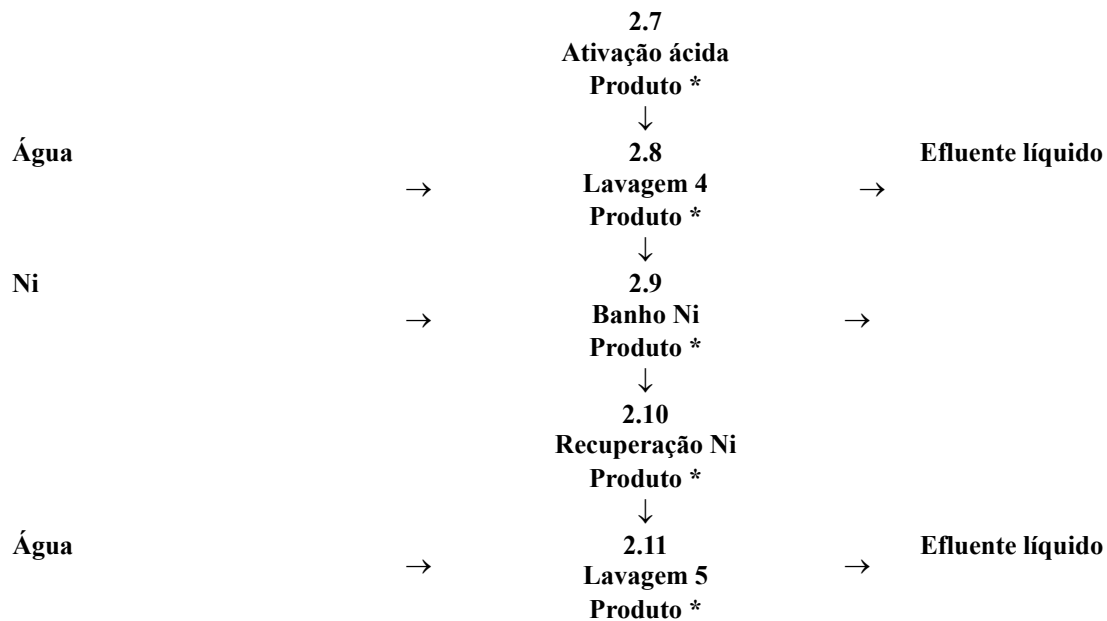 2.7
Ativação ácida
Produto *
↓
Água 2.8 Efluente líquido
→ Lavagem 4 →
Produto *
↓
Ni 2.9
→ Banho Ni →
Produto *
↓
2.10
Recuperação Ni
Produto *
↓
Água 2.11 Efluente líquido
→ Lavagem 5 →
Produto *